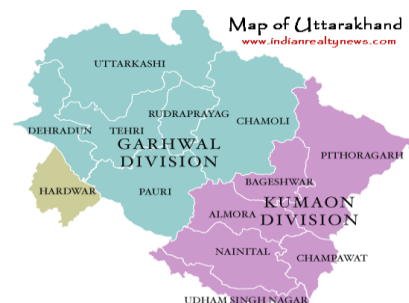 Map of Uttarakhand
www.indianrealtynews.com
UTTARKASHI
RUDRAPRAYAG
CHAMOLI
DEHRADUN
TEHRI
GARHWAL
DIVISION
PITHORAGARH
HARDWAR
PAURI
BAGESHWAR
KUMAON
DIVISION
ALMORA
NAINITAL
CHAMPAWAT
UDHAM SINGH NAGAR